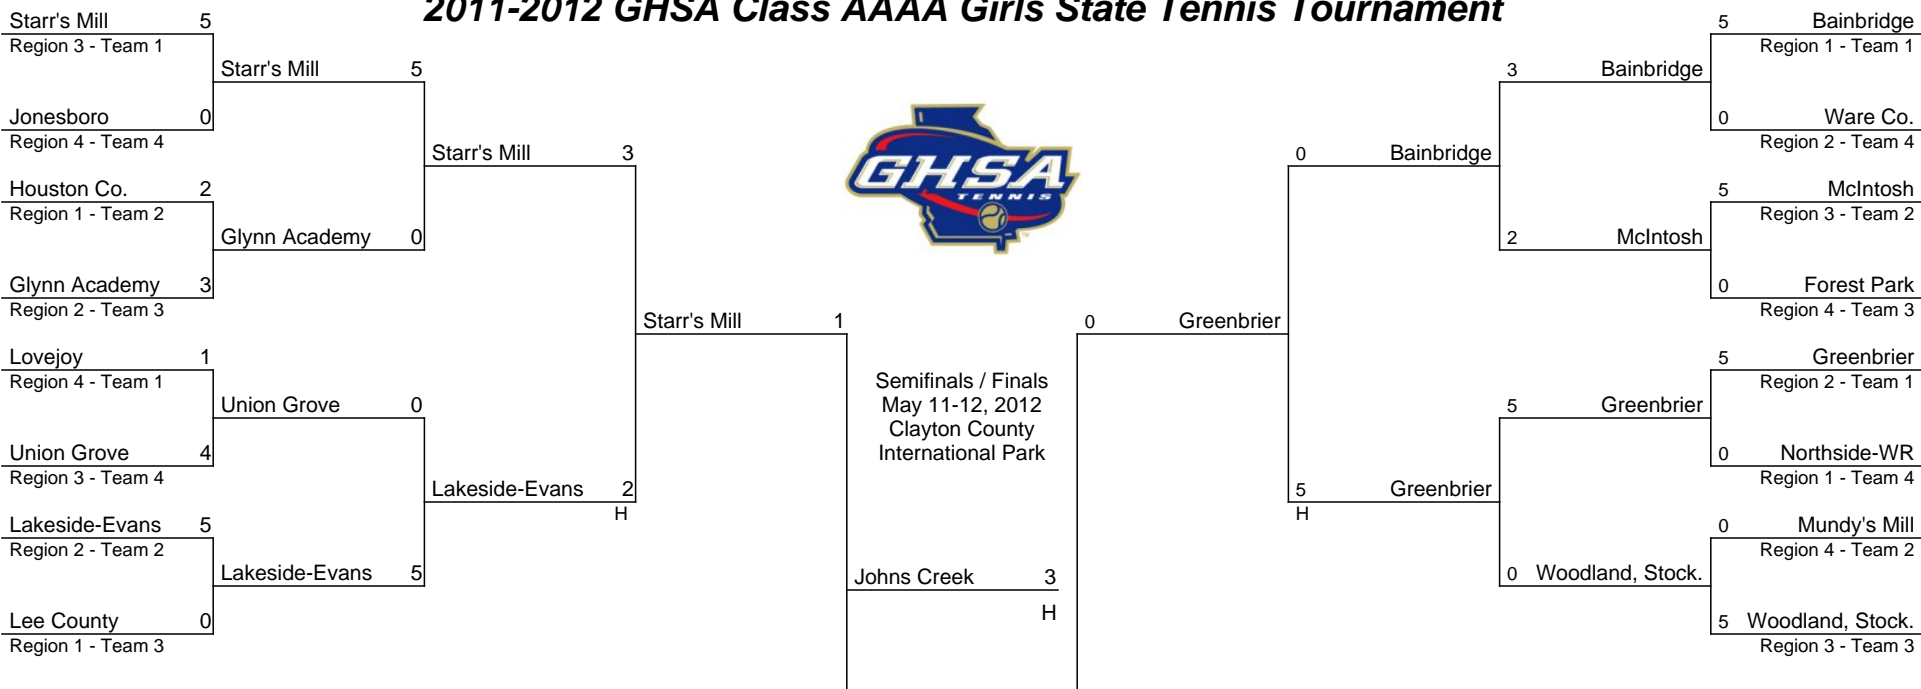 2011-2012 GHSA Class AAAA Girls State Tennis Tournament
Starr's Mill 5
Region 3 - Team 1
Jonesboro 0
Region 4 - Team 4
Houston Co. 2
Region 1 - Team 2
Glynn Academy 3
Region 2 - Team 3
Lovejoy 1
Region 4 - Team 1
Union Grove 4
Region 3 - Team 4
Lakeside-Evans 5
Region 2 - Team 2
Lee County 0
Region 1 - Team 3
Starr's Mill 5
Glynn Academy 0
Union Grove 0
Lakeside-Evans 5
Starr's Mill 3
Lakeside-Evans 2
H
Starr's Mill 1
GHSA
TENNIS
Semifinals / Finals
May 11-12, 2012
Clayton County
International Park
Johns Creek 3
H
0 Greenbrier
0 Bainbridge
5 Greenbrier
H
3 Bainbridge
2 McIntosh
5 Greenbrier
0 Woodland, Stock.
5 Bainbridge
Region 1 - Team 1
0 Ware Co.
Region 2 - Team 4
5 McIntosh
Region 3 - Team 2
0 Forest Park
Region 4 - Team 3
5 Greenbrier
Region 2 - Team 1
0 Northside-WR
Region 1 - Team 4
0 Mundy's Mill
Region 4 - Team 2
5 Woodland, Stock.
Region 3 - Team 3